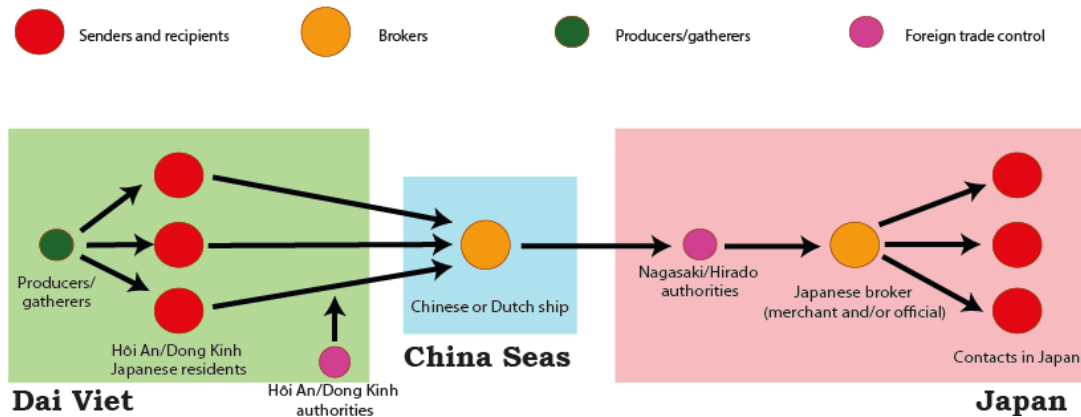 Senders and recipients
Brokers
Producers/gatherers
Foreign trade control
Producers/
gatherers
Hôi An/Dong Kinh
Japanese residents
Hôi An/Dong Kinh
authorities
Dai Viet
Chinese or Dutch ship
China Seas
Nagasaki/Hirado
authorities
Japanese broker
(merchant and/or official)
Contacts in Japan
Japan